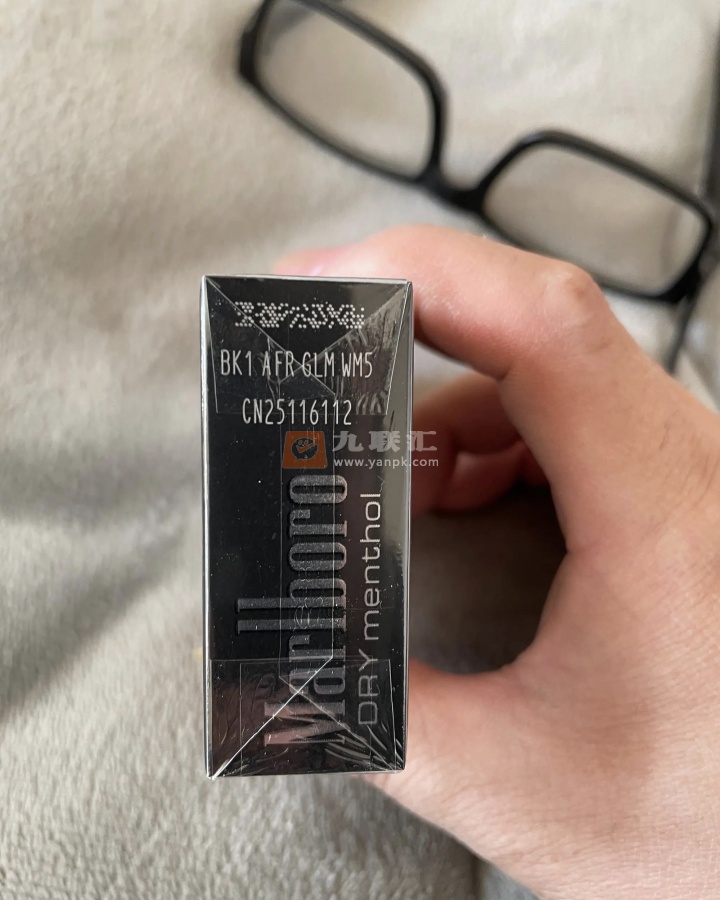 BK1 AFR GLM WM5
CN25116112
九联汇
www.yanpk.com
Marlboro
DRY menthol